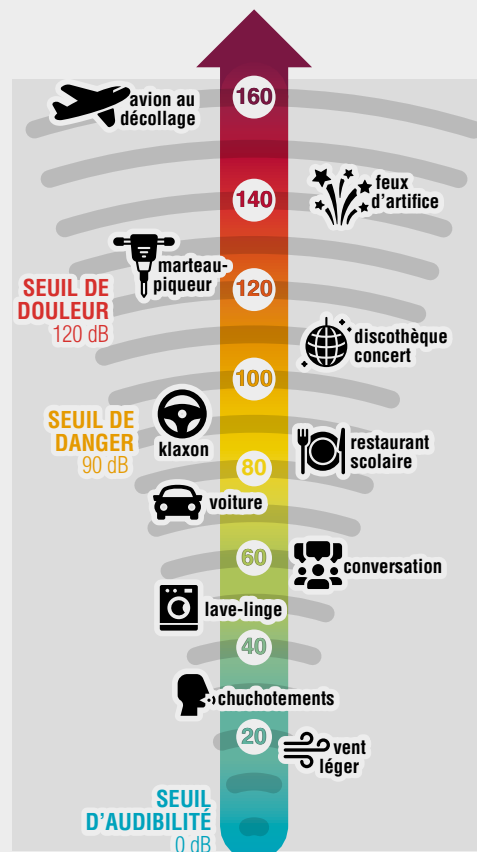 160
avion au
décollage
140
feux
d'artifice
marteau-
piqueur
120
SEUIL DE
DOULEUR
120 dB
discothèque
concert
100
SEUIL DE
DANGER
90 dB
klaxon
restaurant
scolaire
80
voiture
60
conversation
lave-linge
40
chuchotements
20
vent
léger
SEUIL
D'AUDIBILITÉ
0 dB